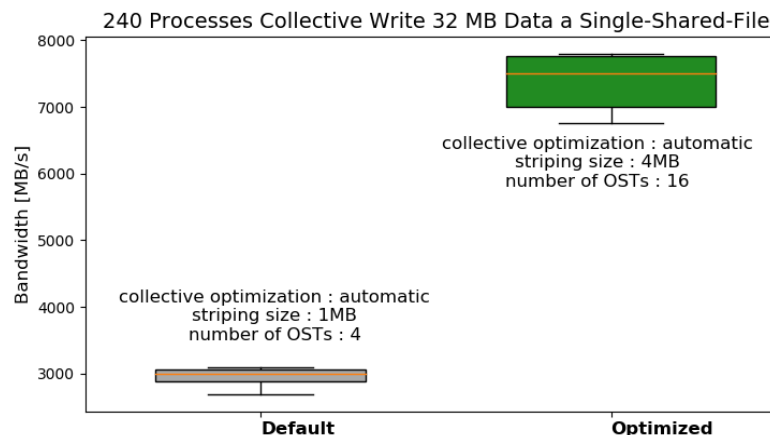 240 Processes Collective Write 32 MB Data a Single-Shared-File
8000
7000
6000
5000
4000
3000
Bandwidth [MB/s]
collective optimization : automatic
striping size : 4MB
number of OSTs : 16
collective optimization : automatic
striping size : 1MB
number of OSTs : 4
Default
Optimized